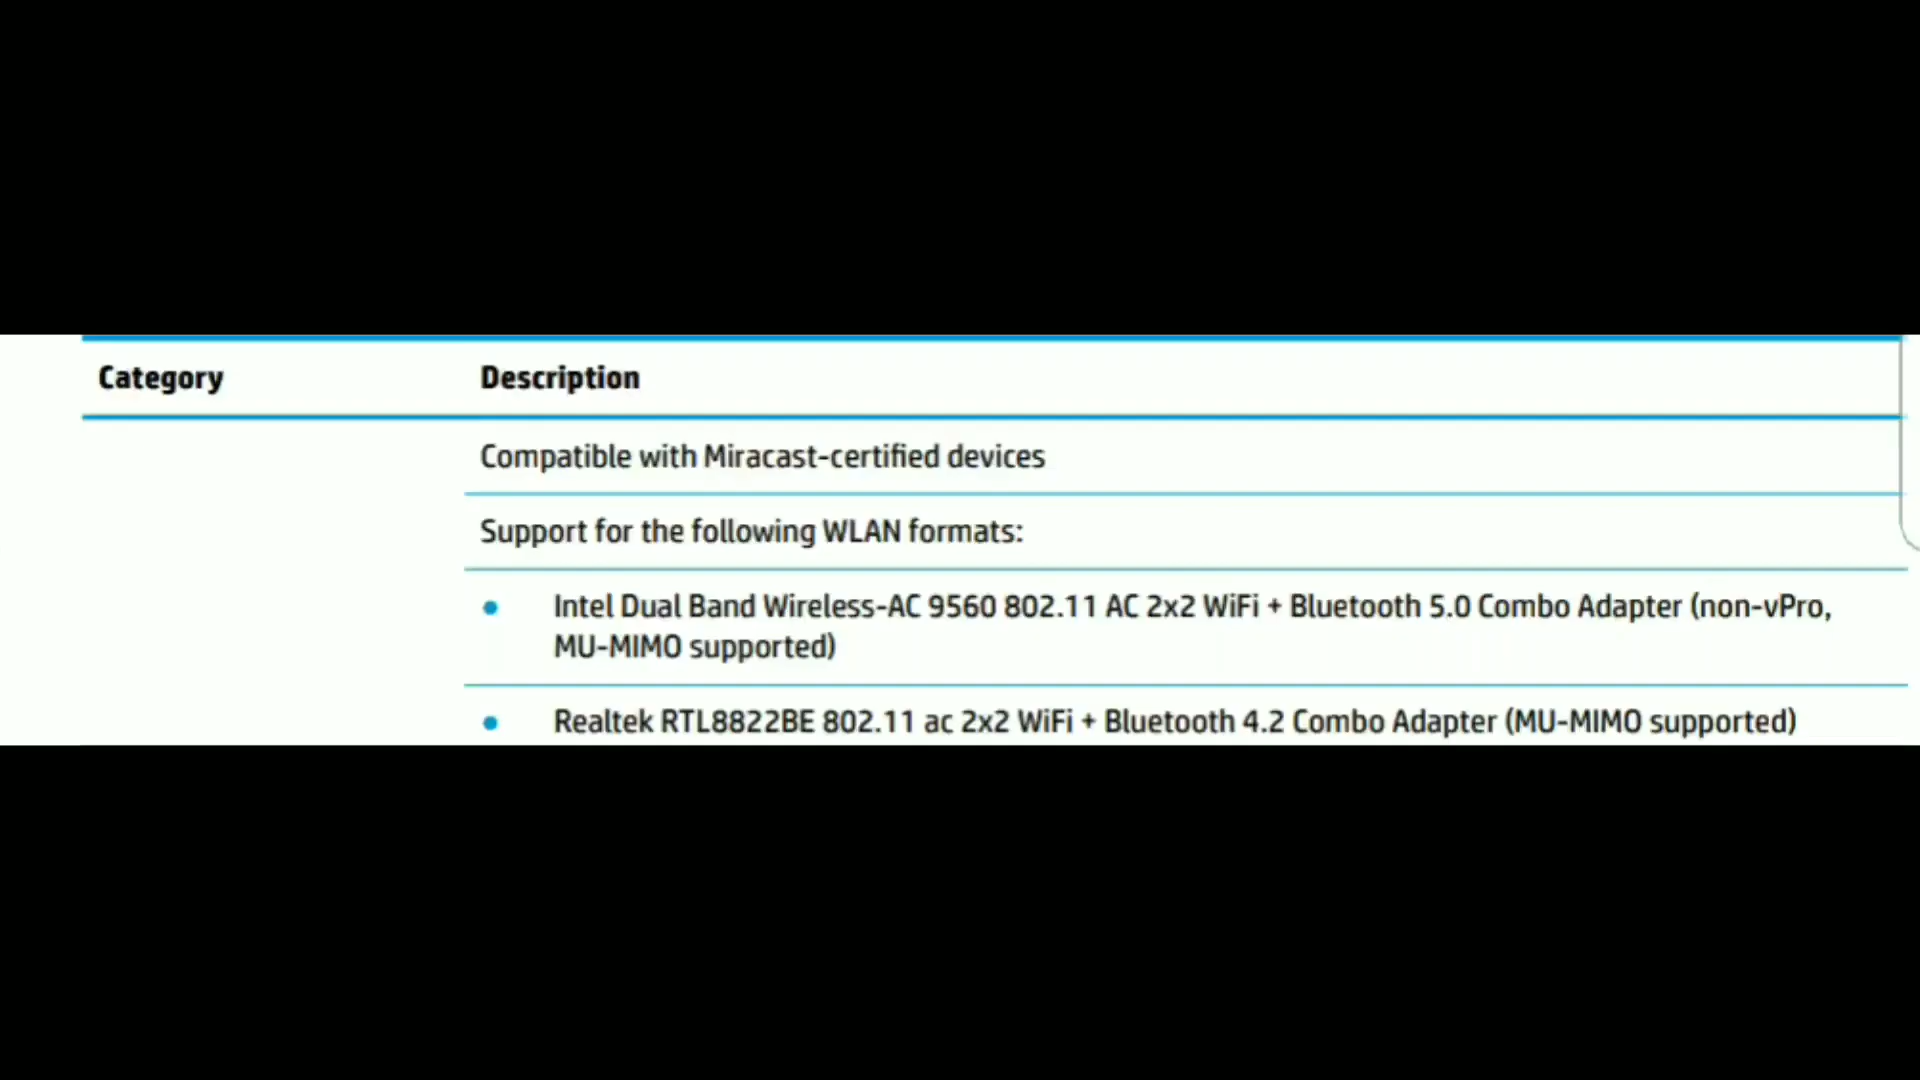 Category Description
Compatible with Miracast-certified devices
Support for the following WLAN formats:
● Intel Dual Band Wireless-AC 9560 802.11 AC 2x2 WiFi + Bluetooth 5.0 Combo Adapter (non-vPro,
MU-MIMO supported)
● Realtek RTL8822BE 802.11 ac 2x2 WiFi + Bluetooth 4.2 Combo Adapter (MU-MIMO supported)